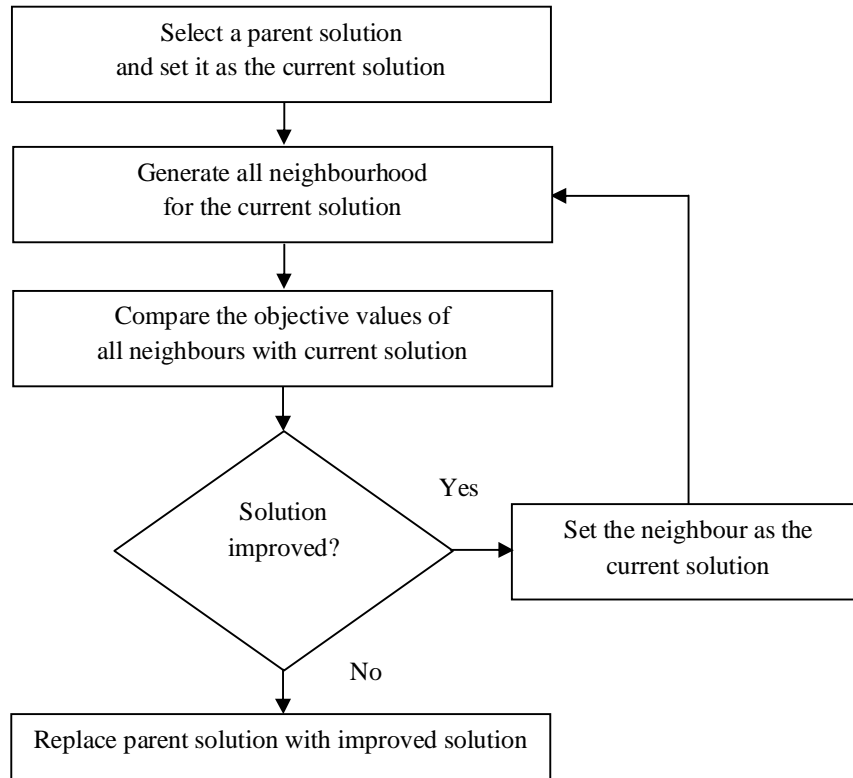 Select a parent solution
and set it as the current solution
Generate all neighbourhood
for the current solution
Compare the objective values of
all neighbours with current solution
Yes
Solution
improved?
Set the neighbour as the
current solution
No
Replace parent solution with improved solution